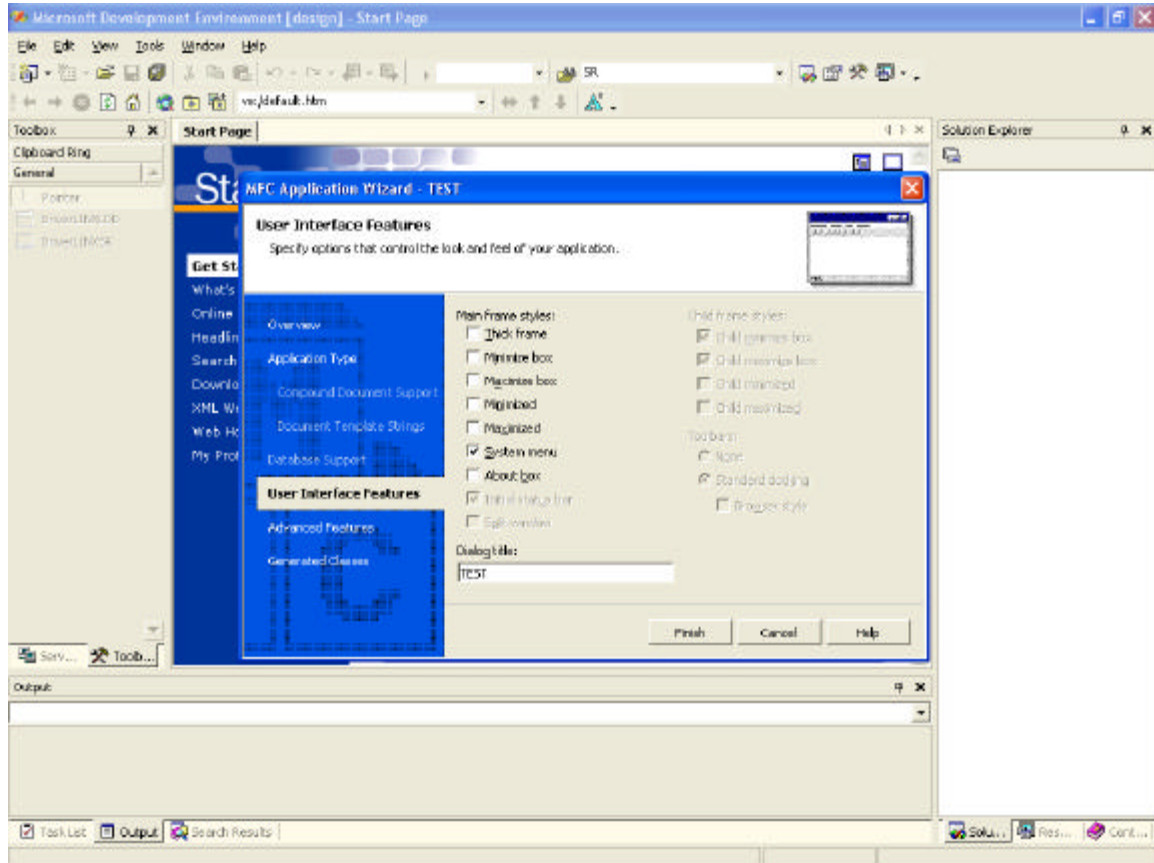 Microsoft Development Environment [design] - Start Page
File Edit View Tools Window Help
SR
vs:/default.htm
Toolbox
Start Page
Solution Explorer
Clipboard Ring
General
Pointer
Sta
MFC Application Wizard - TEST
User Interface Features
Specify options that control the look and feel of your application.
Get St
What's
Online
Headlin
Search
Downlo
XML We
Web Ho
My Prof
Overview
Application Type
Compound Document Support
Document Template Strings
Database Support
User Interface Features
Advanced Features
Generated Classes
Main frame styles:
Thick frame
Minimize box
Maximize box
Minimized
Maximized
System menu
About box
Initial status bar
Split window
Dialog title:
TEST
Child frame styles:
Child minimize box
Child maximize box
Child minimized
Child maximized
Toolbars:
None
Standard docking
Browser style
Finish Cancel Help
Serv... Toolb...
Output
Task List Output Search Results
Solu... Res... Cont...